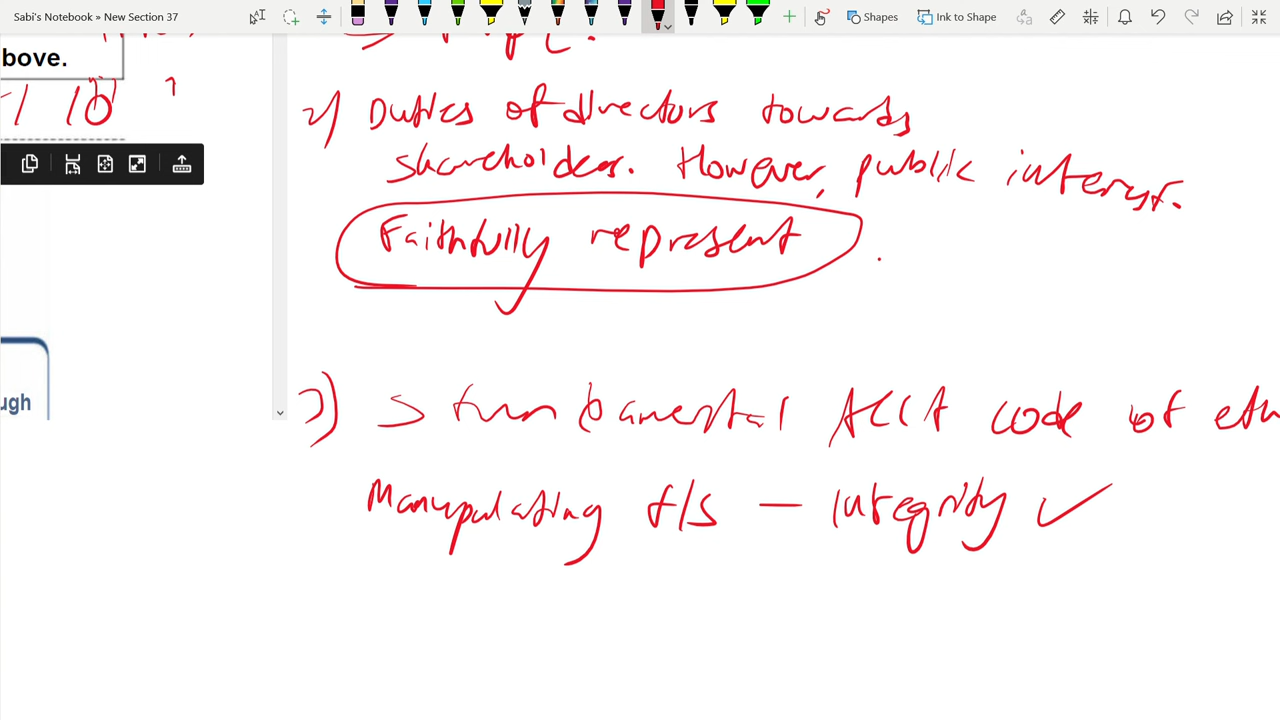 Sabi's Notebook » New Section 37
Shapes
Ink to Shape
bove.
10
2) Duties of directors towards
shareholders. However, public interest.
Faithfully represent
ugh
3) 5 fundamental ACCA code of eth
Manipulating f/s — Integrity ✓